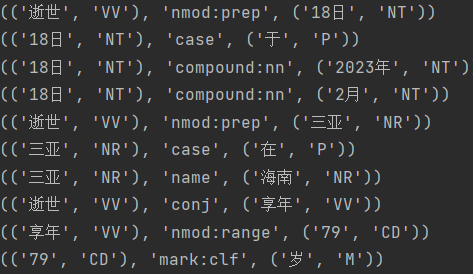 (('逝世', 'VV'), 'nmod:prep', ('18日', 'NT'))
(('18日', 'NT'), 'case', ('于', 'P'))
(('18日', 'NT'), 'compound:nn', ('2023年', 'NT')
(('18日', 'NT'), 'compound:nn', ('2月', 'NT'))
(('逝世', 'VV'), 'nmod:prep', ('三亚', 'NR'))
(('三亚', 'NR'), 'case', ('在', 'P'))
(('三亚', 'NR'), 'name', ('海南', 'NR'))
(('逝世', 'VV'), 'conj', ('享年', 'VV'))
(('享年', 'VV'), 'nmod:range', ('79', 'CD'))
(('79', 'CD'), 'mark:clf', ('岁', 'M'))